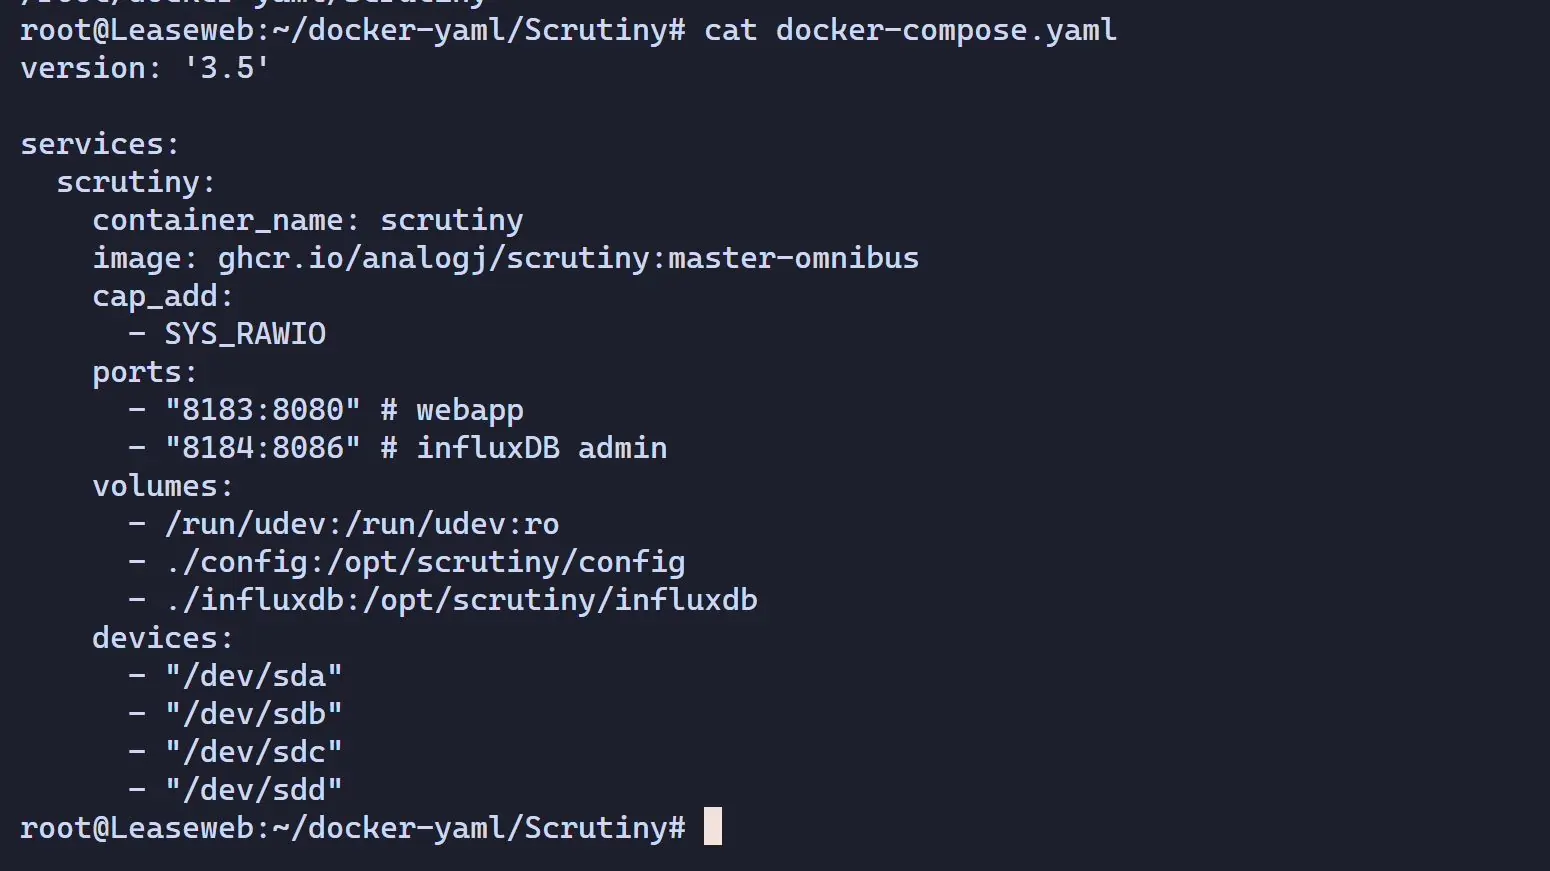 root@Leaseweb:~/docker-yaml/Scrutiny# cat docker-compose.yaml
version: '3.5'

services:
  scrutiny:
    container_name: scrutiny
    image: ghcr.io/analogj/scrutiny:master-omnibus
    cap_add:
      - SYS_RAWIO
    ports:
      - "8183:8080" # webapp
      - "8184:8086" # influxDB admin
    volumes:
      - /run/udev:/run/udev:ro
      - ./config:/opt/scrutiny/config
      - ./influxdb:/opt/scrutiny/influxdb
    devices:
      - "/dev/sda"
      - "/dev/sdb"
      - "/dev/sdc"
      - "/dev/sdd"
root@Leaseweb:~/docker-yaml/Scrutiny#